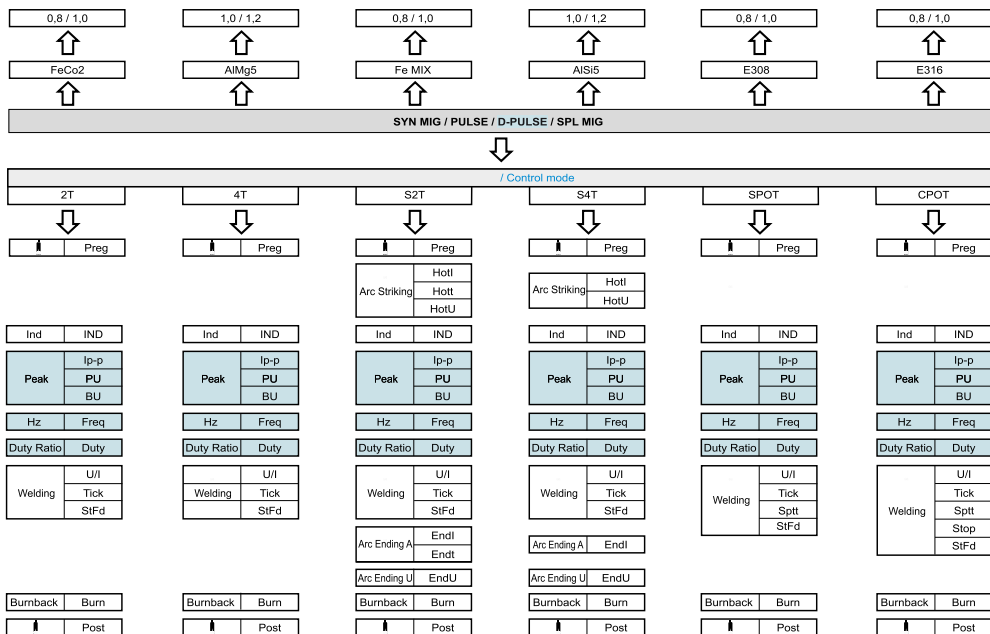 0,8 / 1,0 1,0 / 1,2 0,8 / 1,0 1,0 / 1,2 0,8 / 1,0 0,8 / 1,0
FeCo2 AlMg5 Fe MIX AlSi5 E308 E316
SYN MIG / PULSE / D-PULSE / SPL MIG
/ Control mode
2T 4T S2T S4T SPOT CPOT
Preg Preg Preg Preg Preg Preg
Arc Striking HotI Hott HotU
Arc Striking HotI HotU
Ind IND Ind IND Ind IND Ind IND Ind IND Ind IND
Ip-p Ip-p Ip-p Ip-p Ip-p Ip-p
Peak PU Peak PU Peak PU Peak PU Peak PU Peak PU
BU BU BU BU BU BU
Hz Freq Hz Freq Hz Freq Hz Freq Hz Freq Hz Freq
Duty Ratio Duty Duty Ratio Duty Duty Ratio Duty Duty Ratio Duty Duty Ratio Duty Duty Ratio Duty
Welding U/I Tick StFd
Welding U/I Tick StFd
Welding U/I Tick StFd
Welding U/I Tick StFd
Welding U/I Tick Sptt StFd
Welding U/I Tick Sptt Stop StFd
Arc Ending A EndI Endt
Arc Ending A EndI
Arc Ending U EndU Arc Ending U EndU
Burnback Burn Burnback Burn Burnback Burn Burnback Burn Burnback Burn Burnback Burn
Post Post Post Post Post Post